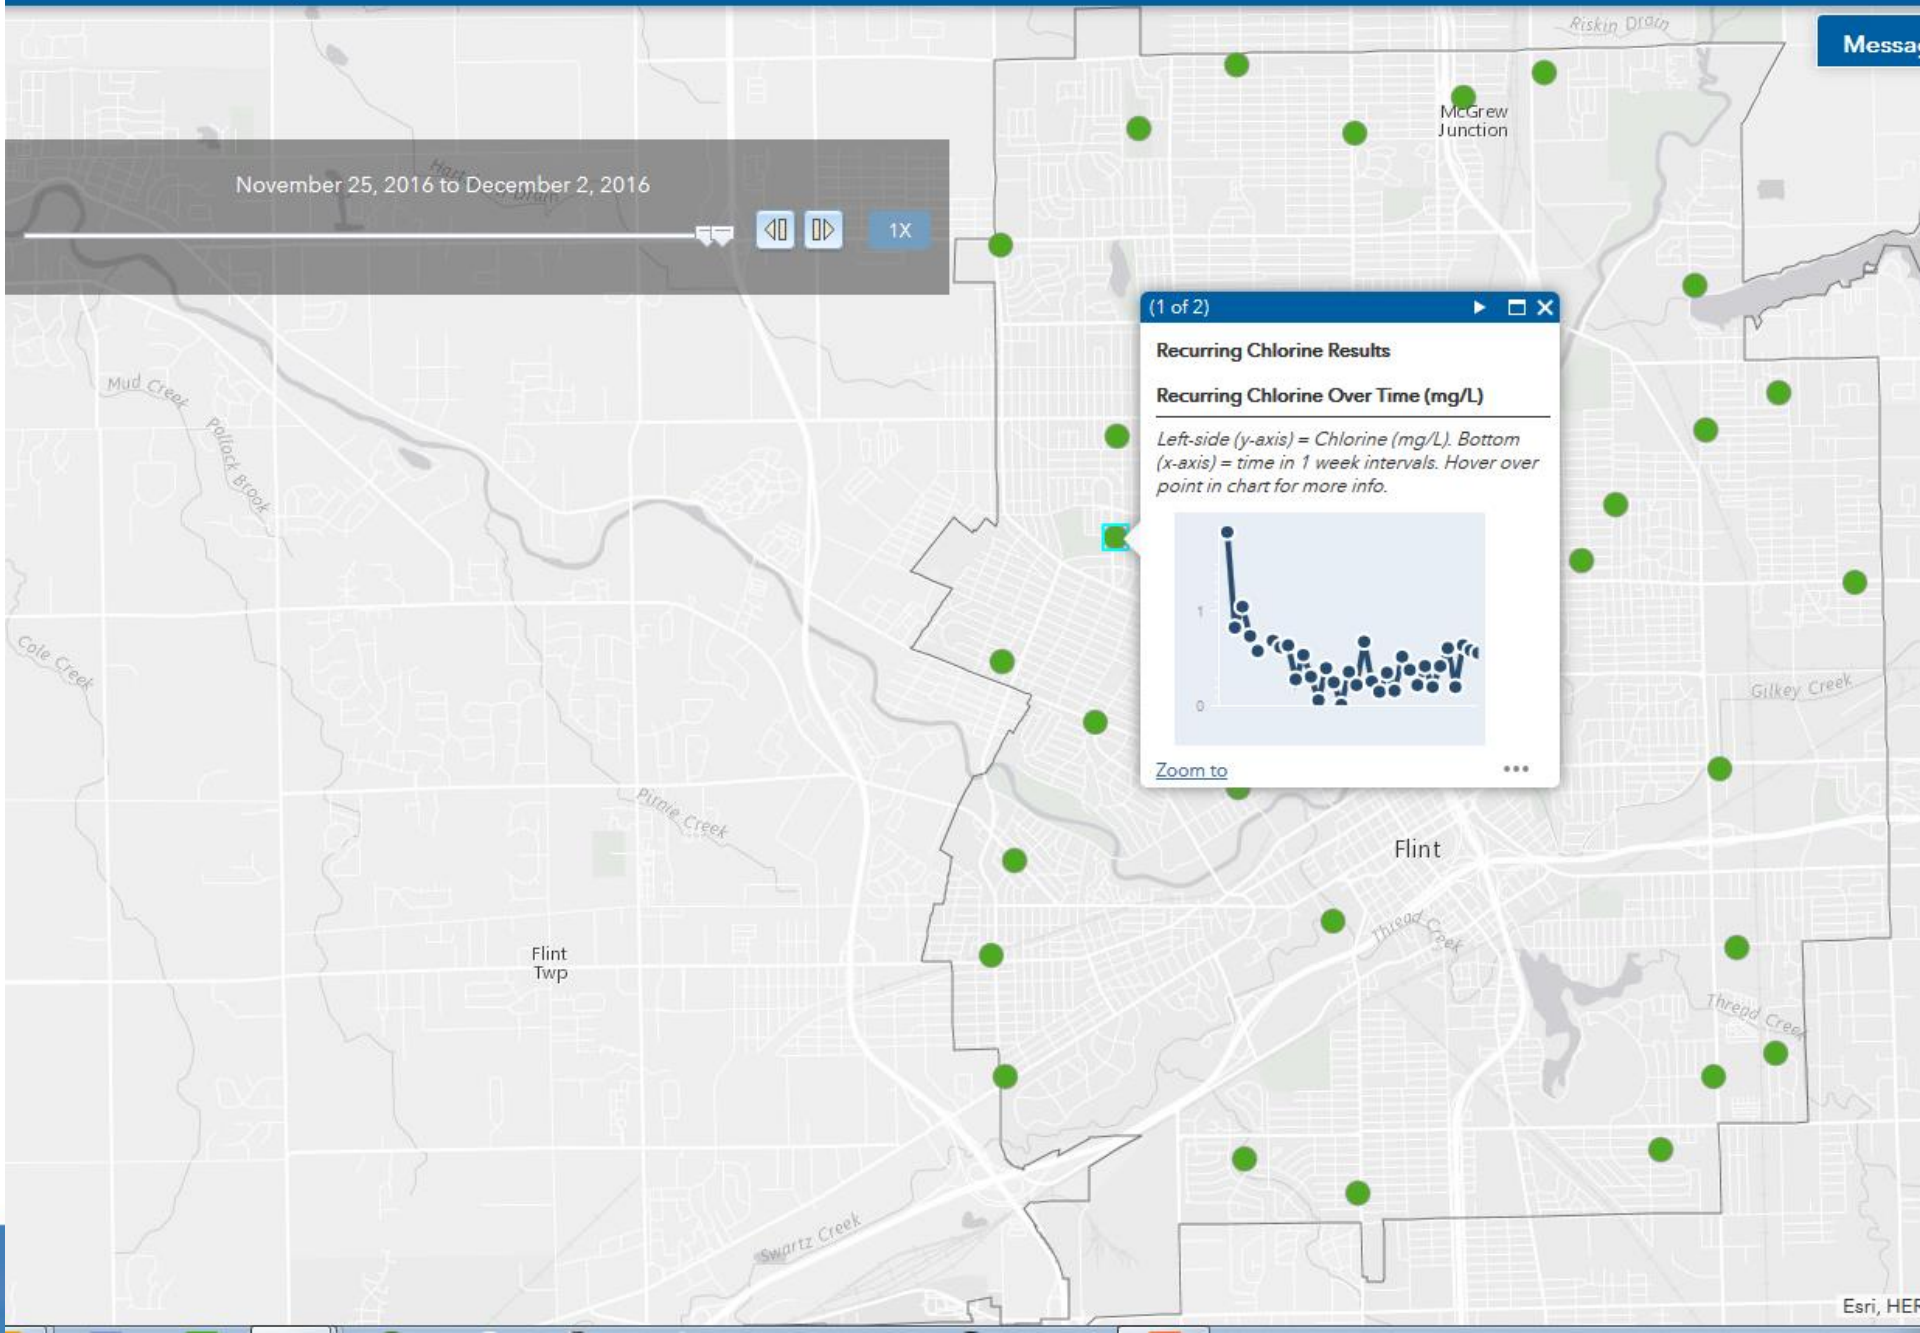 Riskin Drain
Messa
McGrew
Junction
November 25, 2016 to December 2, 2016
1X
(1 of 2)
Recurring Chlorine Results
Recurring Chlorine Over Time (mg/L)
Left-side (y-axis) = Chlorine (mg/L). Bottom
(x-axis) = time in 1 week intervals. Hover over
point in chart for more info.
1
0
Zoom to
Mud Creek
Pollock Brook
Cole Creek
Gilkey Creek
Pirnie Creek
Flint
Thread Creek
Flint
Twp
Thread Creek
Swartz Creek
Esri, HER